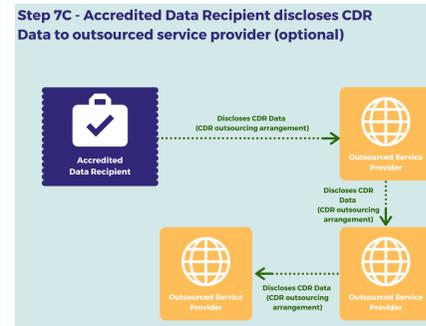 Step 7C - Accredited Data Recipient discloses CDR
Data to outsourced service provider (optional)
Discloses CDR Data
(CDR outsourcing arrangement)
Accredited
Data Recipient
Outsourced Service
Provider
Discloses CDR
Data
(CDR outsourcing
arrangement)
Outsourced Service
Provider
Discloses CDR Data
(CDR outsourcing
arrangement)
Outsourced Service
Provider